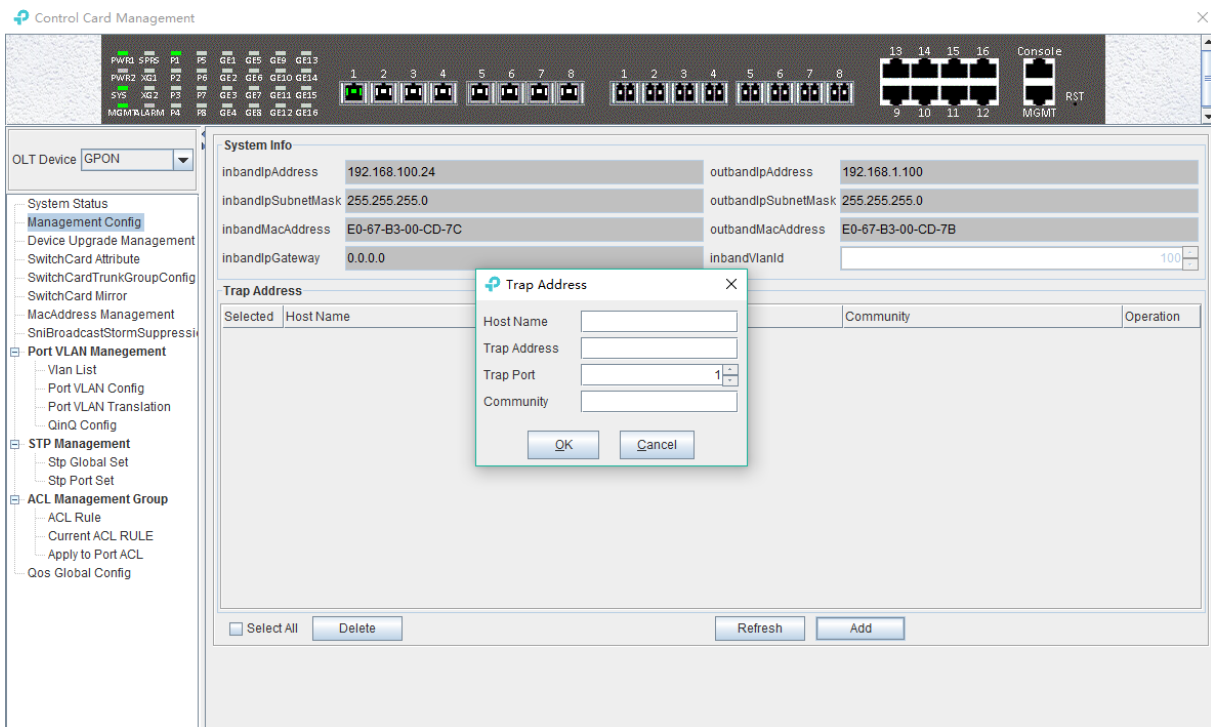 Control Card Management
PWR1 SPRS P1 P5 GE1 GE5 GE9 GE13
PWR2 XG1 P2 P6 GE2 GE6 GE10 GE14
SYS XG2 P3 P7 GE3 GE7 GE11 GE15
MGMT ALARM P4 P8 GE4 GE8 GE12 GE16
1 2 3 4 5 6 7 8 1 2 3 4 5 6 7 8
13 14 15 16 Console
RST
9 10 11 12 MGMT
OLT Device GPON
System Status
Management Config
Device Upgrade Management
SwitchCard Attribute
SwitchCardTrunkGroupConfig
SwitchCard Mirror
MacAddress Management
SniBroadcastStormSuppressi
Port VLAN Management
Vlan List
Port VLAN Config
Port VLAN Translation
QinQ Config
STP Management
Stp Global Set
Stp Port Set
ACL Management Group
ACL Rule
Current ACL RULE
Apply to Port ACL
Qos Global Config
System Info
inbandIpAddress 192.168.100.24 outbandIpAddress 192.168.1.100
inbandIpSubnetMask 255.255.255.0 outbandIpSubnetMask 255.255.255.0
inbandMacAddress E0-67-B3-00-CD-7C outbandMacAddress E0-67-B3-00-CD-7B
inbandIpGateway 0.0.0.0 inbandVlanId 100
Trap Address
Selected Host Name Community Operation
Trap Address
Host Name
Trap Address
Trap Port 1
Community
OK Cancel
Select All Delete Refresh Add